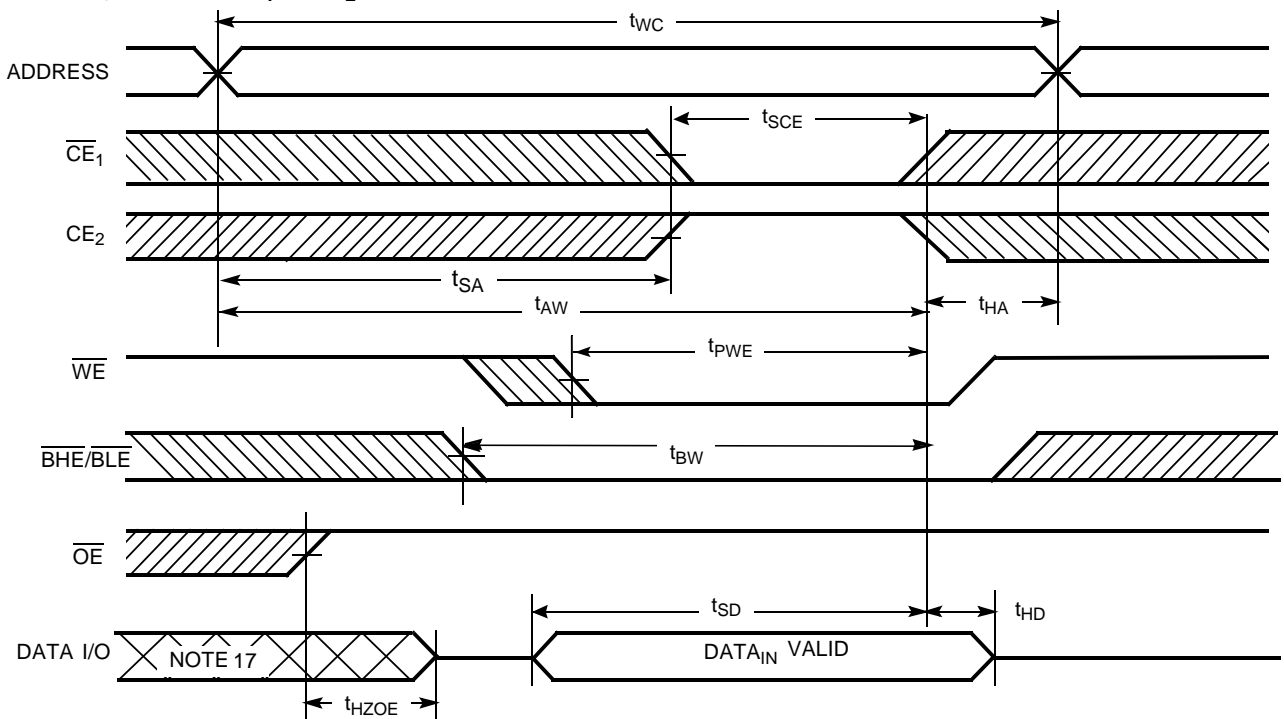 tWC
ADDRESS
tSCE
CE1
CE2
tSA
tAW
tHA
tPWE
WE
BHE/BLE
tBW
OE
tSD
tHD
DATA I/O
NOTE 17
DATAIN VALID
tHZOE